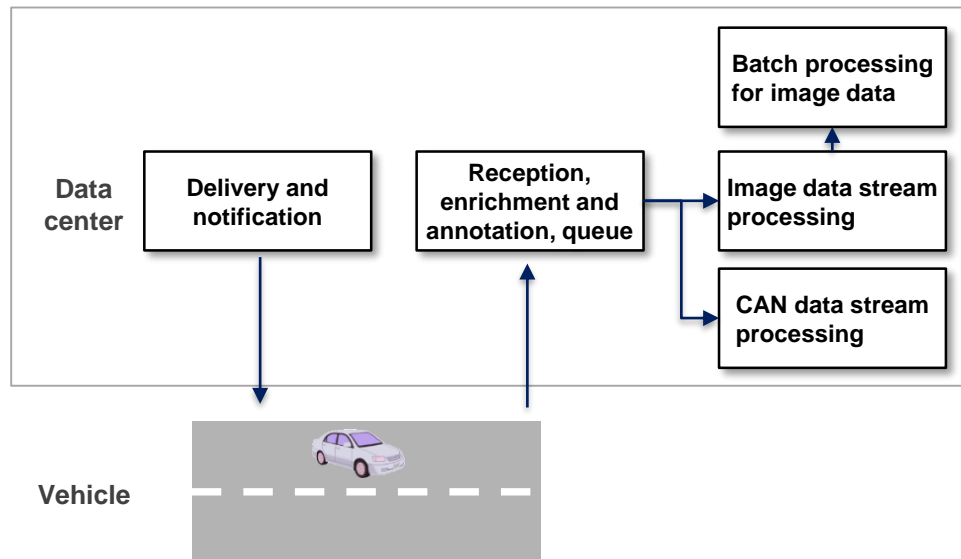 Batch processing
for image data
Data
center
Delivery and
notification
Reception,
enrichment and
annotation, queue
Image data stream
processing
CAN data stream
processing
Vehicle